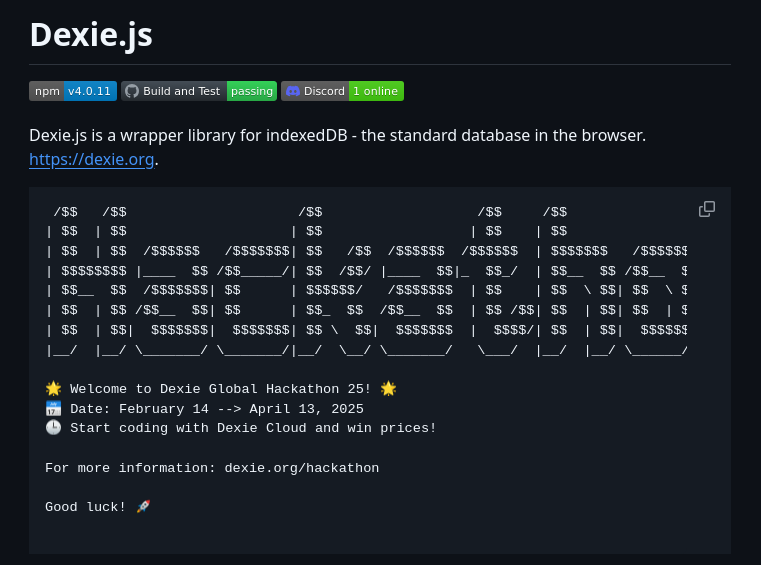 Dexie.js
npm v4.0.11 Build and Test passing Discord 1 online
Dexie.js is a wrapper library for indexedDB - the standard database in the browser.
https://dexie.org.
 /$$   /$$                     /$$                   /$$     /$$
| $$  | $$                    | $$                  | $$    | $$
| $$  | $$  /$$$$$$   /$$$$$$$| $$   /$$  /$$$$$$  /$$$$$$  | $$$$$$$   /$$$$$$
| $$$$$$$$ |____  $$ /$$_____/| $$  /$$/ |____  $$|_  $$_/  | $$__  $$ /$$__  $
| $$__  $$  /$$$$$$$| $$      | $$$$$$/   /$$$$$$$  | $$    | $$  \ $$| $$  \ $
| $$  | $$ /$$__  $$| $$      | $$_  $$  /$$__  $$  | $$ /$$| $$  | $$| $$  | $
| $$  | $$|  $$$$$$$|  $$$$$$$| $$ \  $$|  $$$$$$$  |  $$$$/| $$  | $$|  $$$$$$
|__/  |__/ \_______/ \_______/|__/  \__/ \_______/   \___/  |__/  |__/ \______/
🌟 Welcome to Dexie Global Hackathon 25! 🌟
📅 Date: February 14 --> April 13, 2025
🕒 Start coding with Dexie Cloud and win prices!
For more information: dexie.org/hackathon
Good luck! 🚀